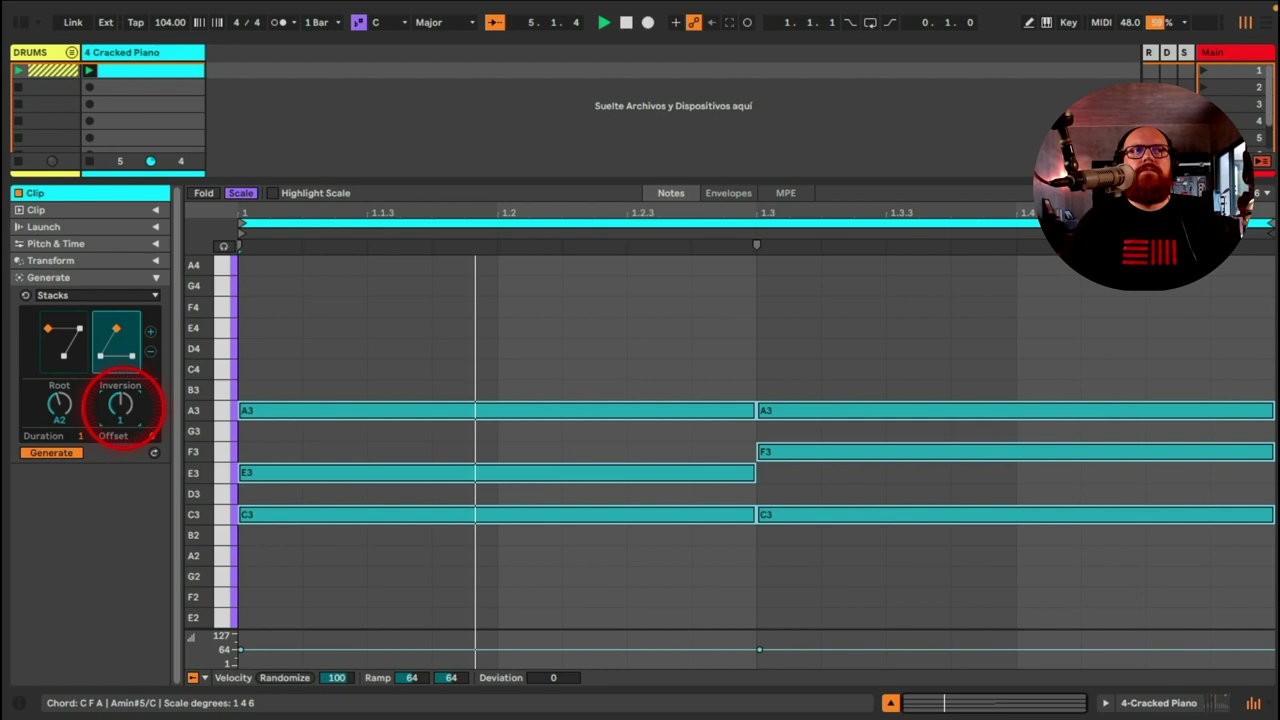 Link Ext Tap 104.00 4 / 4 1 Bar C Major 5. 1. 4 1. 1. 1 0. 1. 0 Key MIDI 48.0 59 %
DRUMS 4 Cracked Piano R D S Main
1
2
3
4
5
Suelte Archivos y Dispositivos aquí
5 4
Clip Fold Scale Highlight Scale Notes Envelopes MPE
Clip 1 1.1.3 1.2 1.2.3 1.3 1.3.3 1.4
Launch
Pitch & Time
Transform
Generate
Stacks
Root Inversion
A2 1
Duration 1 Offset
Generate
A4
G4
F4
E4
D4
C4
B3
A3 A3 A3
G3
F3 F3
E3 E3
D3
C3 C3 C3
B2
A2
G2
F2
E2
127
64
1
Velocity Randomize 100 Ramp 64 64 Deviation 0
Chord: C F A | Amin#5/C | Scale degrees: 1 4 6 4-Cracked Piano